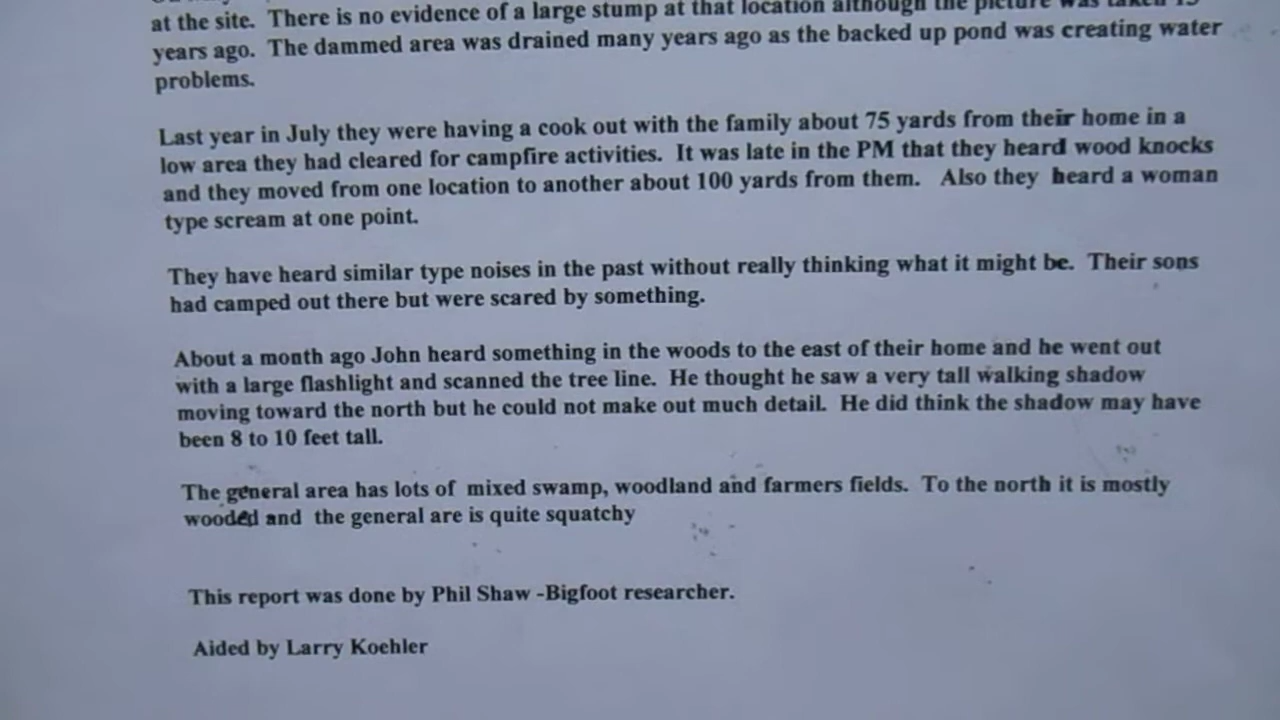 at the site. There is no evidence of a large stump at that location although the picture was taken 15
years ago. The dammed area was drained many years ago as the backed up pond was creating water
problems.
Last year in July they were having a cook out with the family about 75 yards from their home in a
low area they had cleared for campfire activities. It was late in the PM that they heard wood knocks
and they moved from one location to another about 100 yards from them. Also they heard a woman
type scream at one point.
They have heard similar type noises in the past without really thinking what it might be. Their sons
had camped out there but were scared by something.
About a month ago John heard something in the woods to the east of their home and he went out
with a large flashlight and scanned the tree line. He thought he saw a very tall walking shadow
moving toward the north but he could not make out much detail. He did think the shadow may have
been 8 to 10 feet tall.
The general area has lots of mixed swamp, woodland and farmers fields. To the north it is mostly
wooded and the general are is quite squatchy
This report was done by Phil Shaw -Bigfoot researcher.
Aided by Larry Koehler